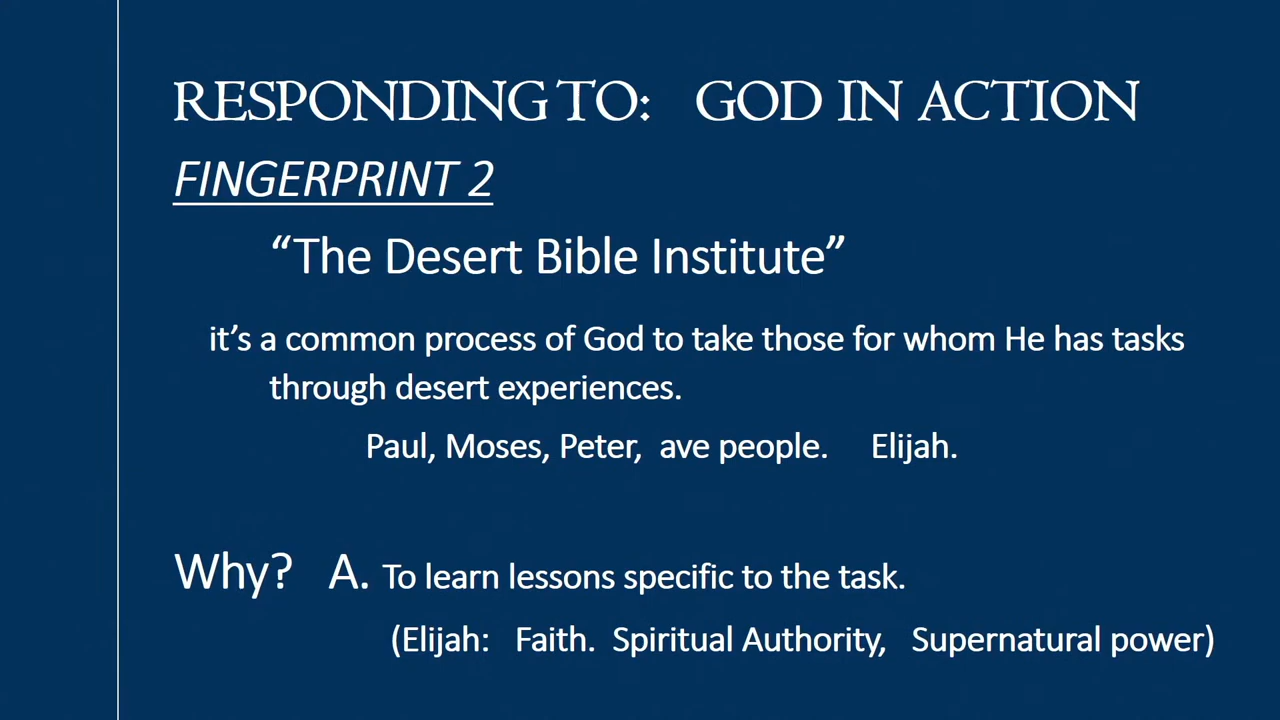 RESPONDING TO: GOD IN ACTION
FINGERPRINT 2
“The Desert Bible Institute”
it’s a common process of God to take those for whom He has tasks
through desert experiences.
Paul, Moses, Peter, ave people. Elijah.
Why? A. To learn lessons specific to the task.
(Elijah: Faith. Spiritual Authority, Supernatural power)